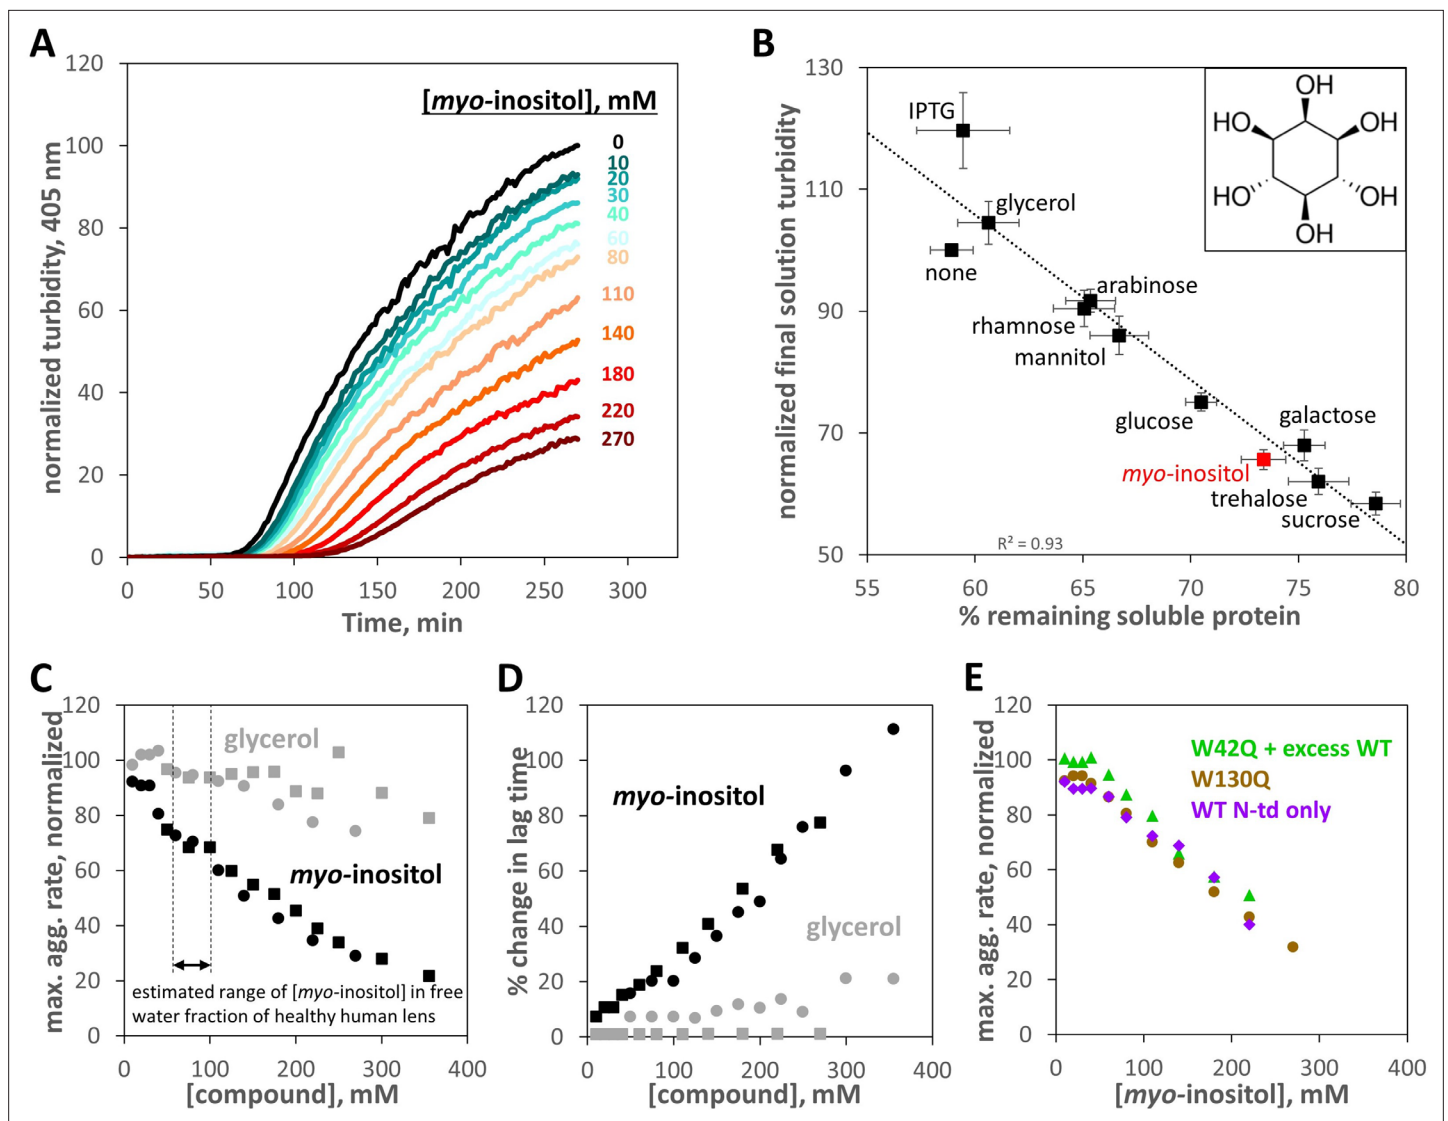 A
120
100
80
60
40
20
0
normalized turbidity, 405 nm
[myo-inositol], mM
0
10
20
30
40
60
80
110
140
180
220
270
0 50 100 150 200 250 300
Time, min
B
130
110
90
70
50
normalized final solution turbidity
IPTG
glycerol
none
arabinose
rhamnose
mannitol
glucose
galactose
myo-inositol
trehalose
sucrose
R² = 0.93
OH
HO OH
HO OH
OH
55 60 65 70 75 80
% remaining soluble protein
C
120
100
80
60
40
20
0
max. agg. rate, normalized
glycerol
myo-inositol
estimated range of [myo-inositol] in free
water fraction of healthy human lens
0 100 200 300 400
[compound], mM
D
120
100
80
60
40
20
0
% change in lag time
myo-inositol
glycerol
0 100 200 300 400
[compound], mM
E
120
100
80
60
40
20
0
max. agg. rate, normalized
W42Q + excess WT
W130Q
WT N-td only
0 100 200 300 400
[myo-inositol], mM